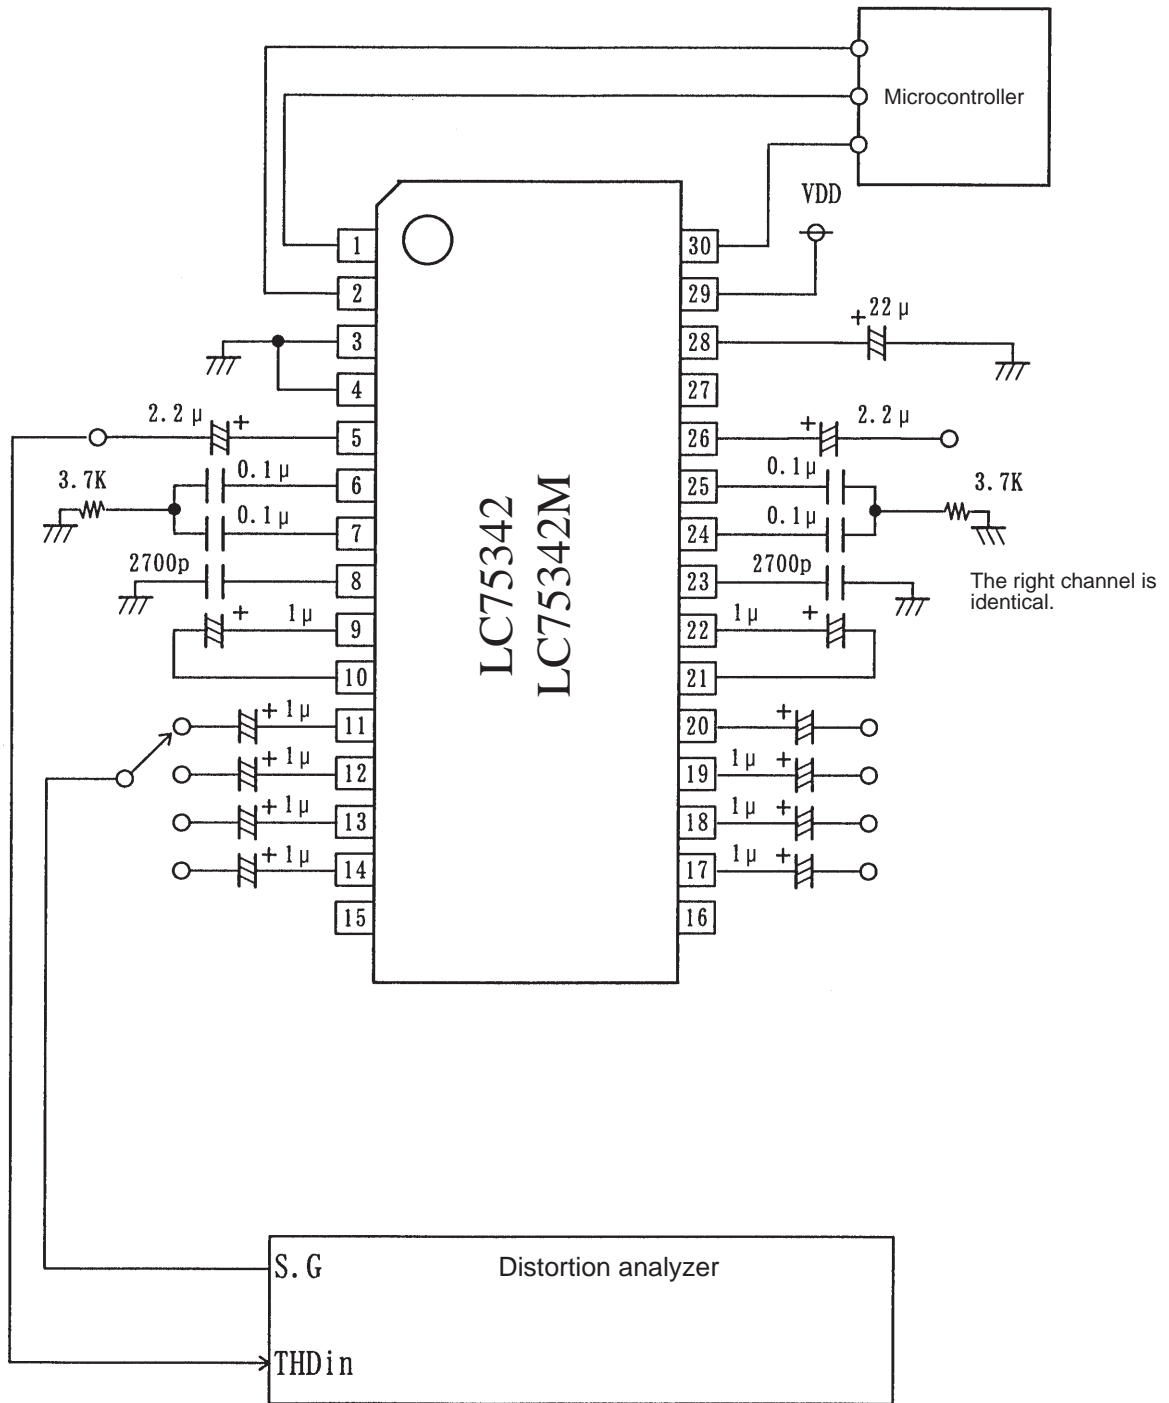 Microcontroller
VDD
1
30
2
29
+ 22 μ
3
28
4
27
2.2 μ +
5
26
+ 2.2 μ
0.1 μ
6
25
0.1 μ
3.7K
3.7K
0.1 μ
7
24
0.1 μ
2700p
8
23
2700p
The right channel is
identical.
+ 1 μ
9
22
1 μ +
10
21
+ 1 μ
11
20
+
+ 1 μ
12
19
1 μ +
+ 1 μ
13
18
1 μ +
+ 1 μ
14
17
1 μ +
15
16
LC75342
LC75342M
S.G
Distortion analyzer
THDin